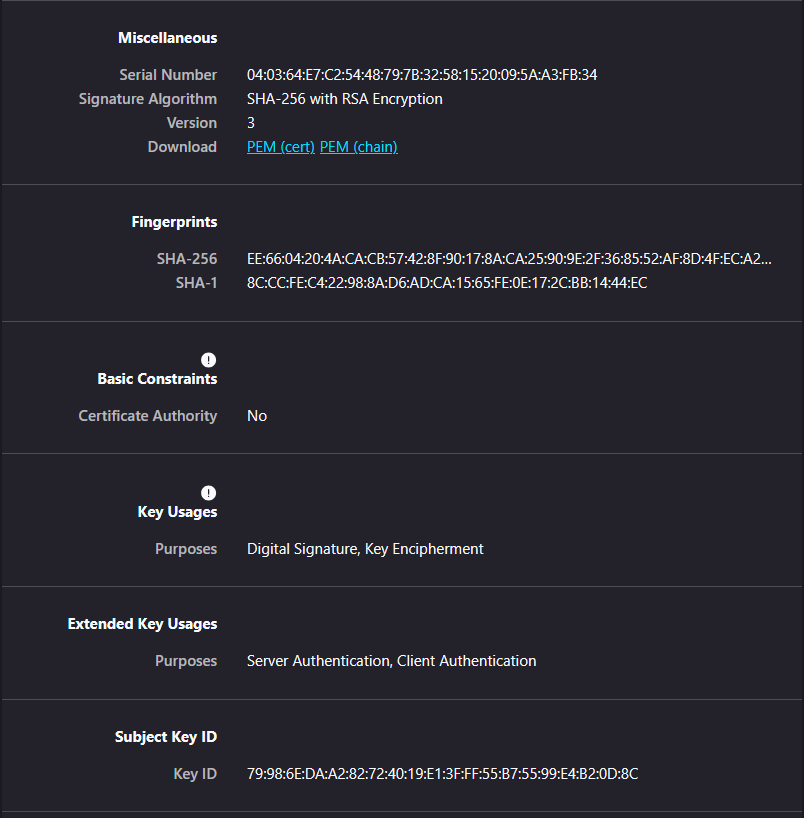 Miscellaneous
Serial Number 04:03:64:E7:C2:54:48:79:7B:32:58:15:20:09:5A:A3:FB:34
Signature Algorithm SHA-256 with RSA Encryption
Version 3
Download PEM (cert) PEM (chain)
Fingerprints
SHA-256 EE:66:04:20:4A:CA:CB:57:42:8F:90:17:8A:CA:25:90:9E:2F:36:85:52:AF:8D:4F:EC:A2...
SHA-1 8C:CC:FE:C4:22:98:8A:D6:AD:CA:15:65:FE:0E:17:2C:BB:14:44:EC
Basic Constraints
Certificate Authority No
Key Usages
Purposes Digital Signature, Key Encipherment
Extended Key Usages
Purposes Server Authentication, Client Authentication
Subject Key ID
Key ID 79:98:6E:DA:A2:82:72:40:19:E1:3F:FF:55:B7:55:99:E4:B2:0D:8C